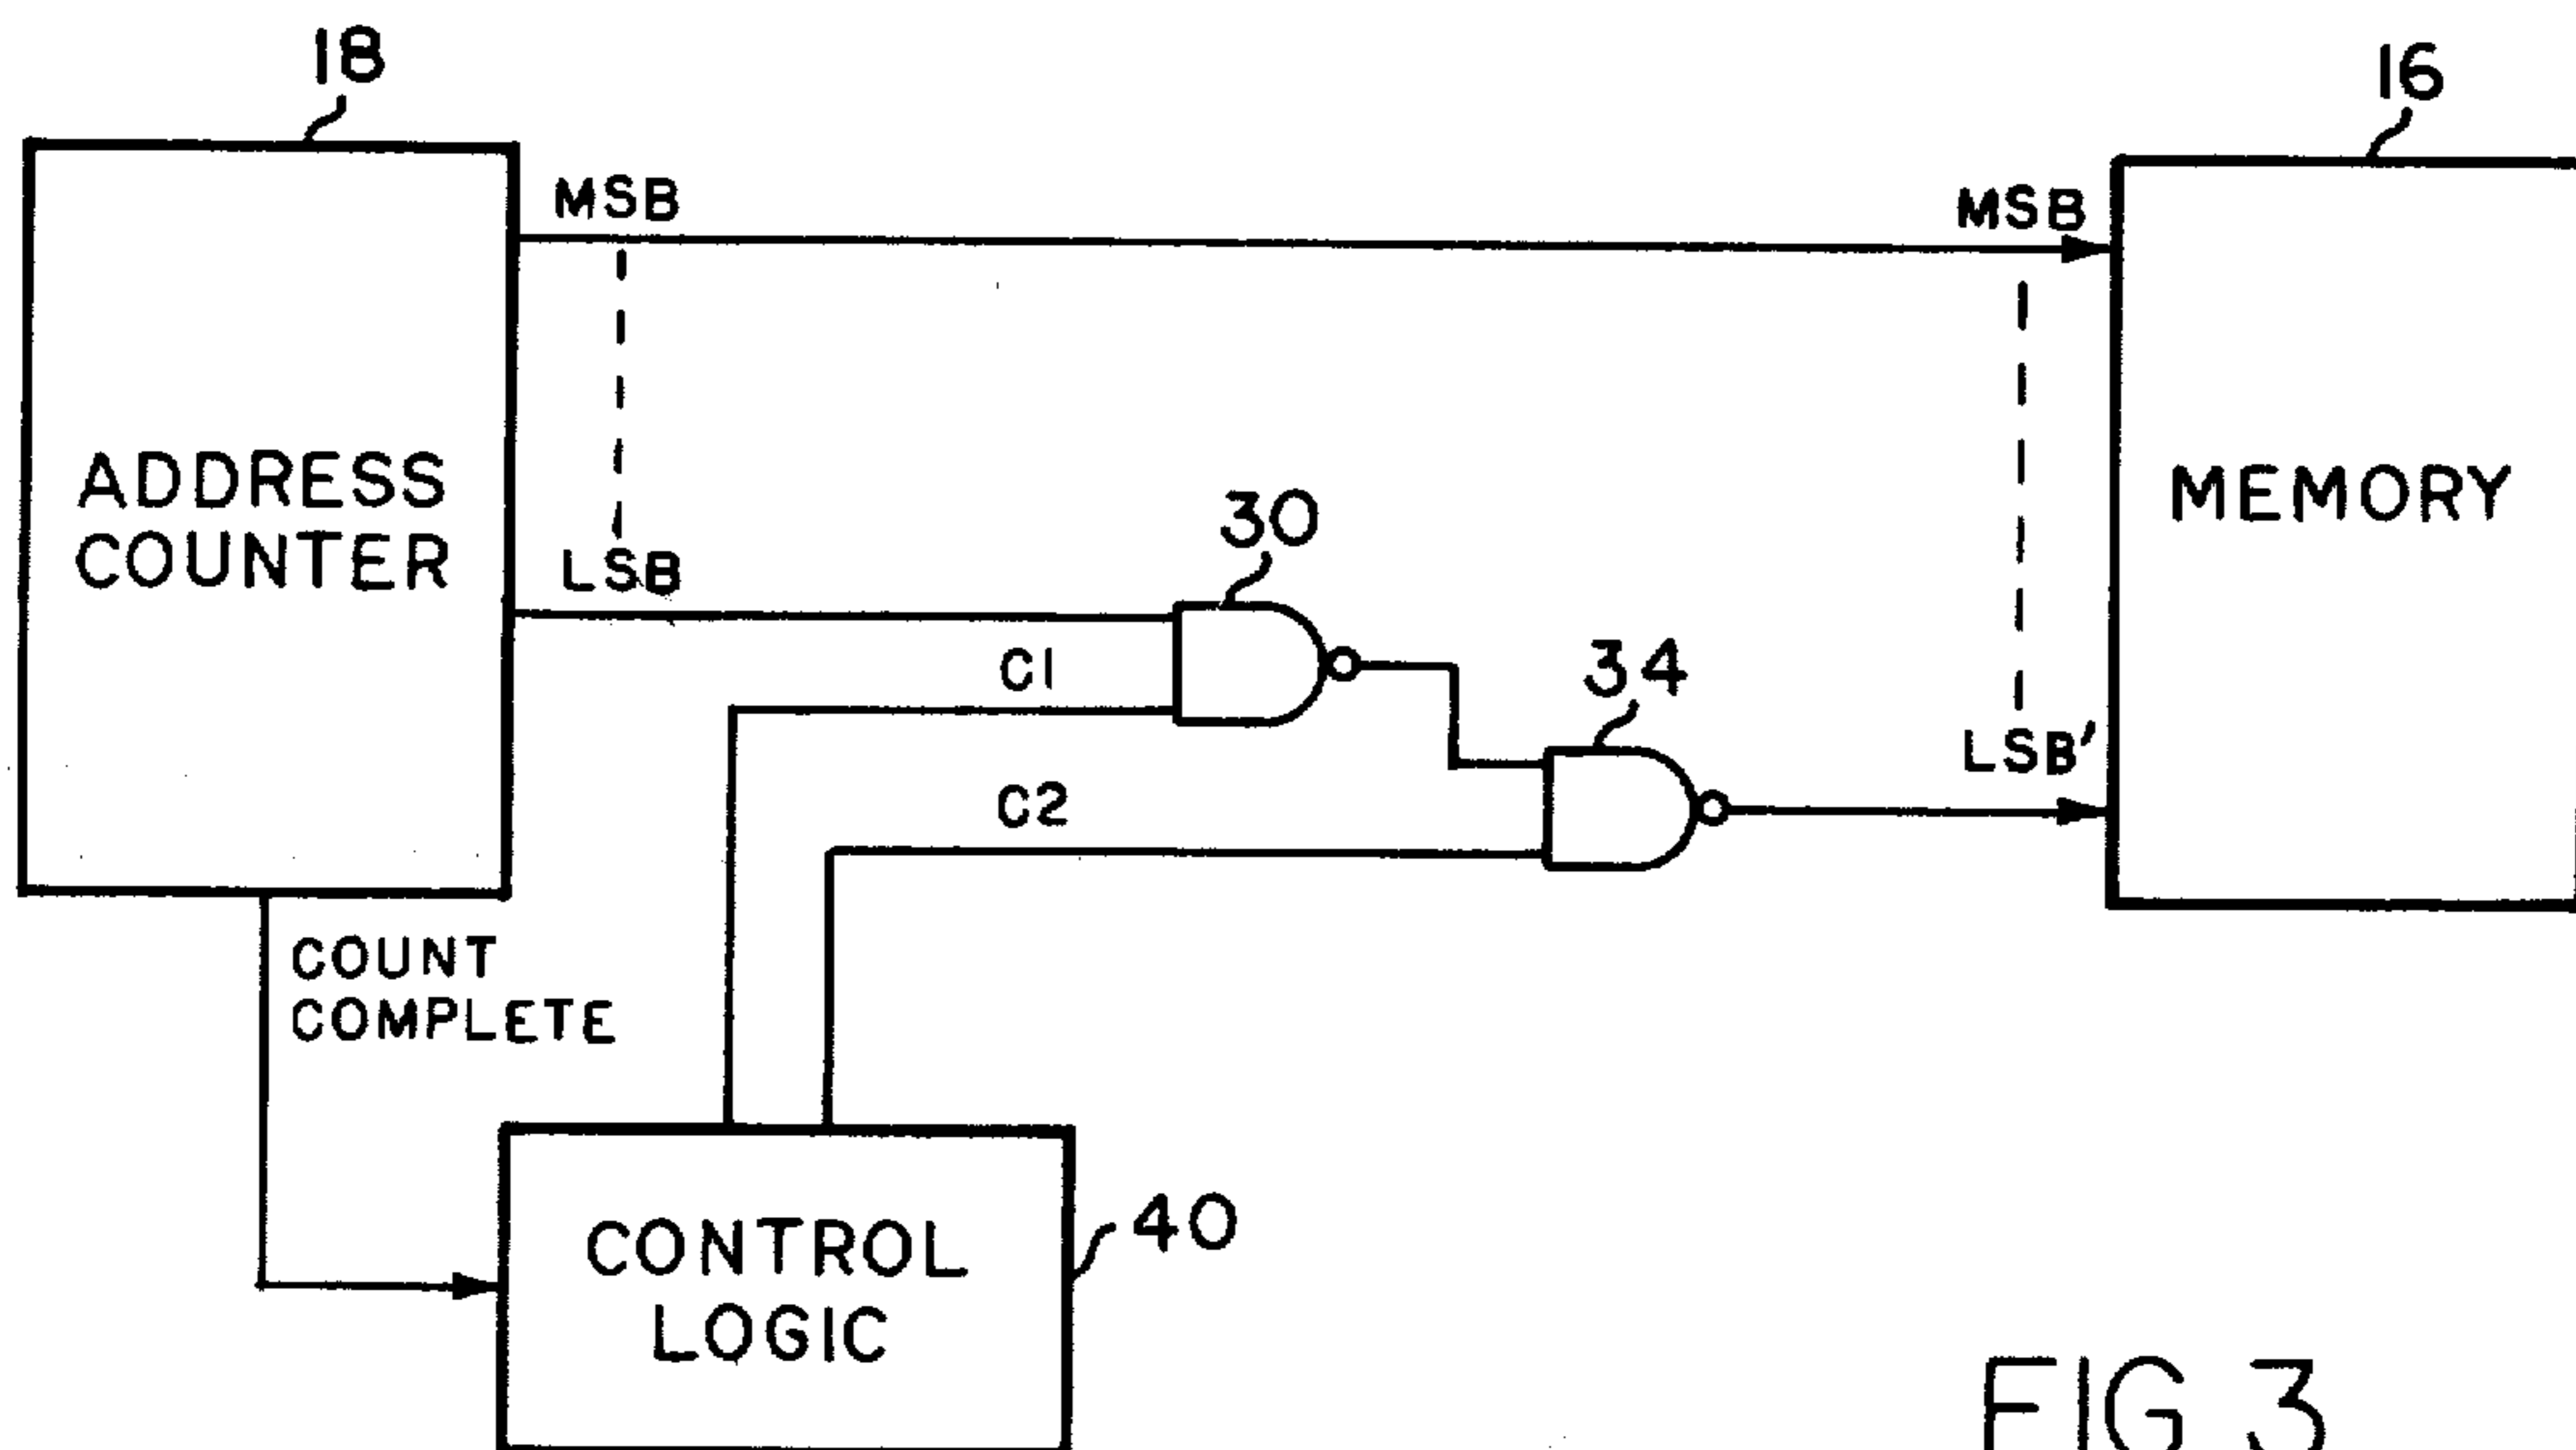 18
16
MSB
MSB
ADDRESS
COUNTER
MEMORY
LSB
30
C1
34
LSB'
C2
COUNT
COMPLETE
CONTROL
LOGIC
40
FIG 3